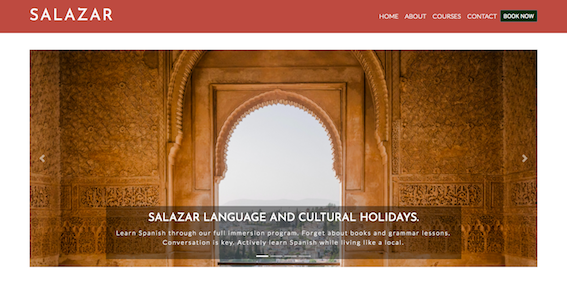 SALAZAR
HOME ABOUT COURSES CONTACT BOOK NOW
SALAZAR LANGUAGE AND CULTURAL HOLIDAYS.
Learn Spanish through our full immersion program. Forget about books and grammar lessons.
Conversation is key. Actively learn Spanish while living like a local.